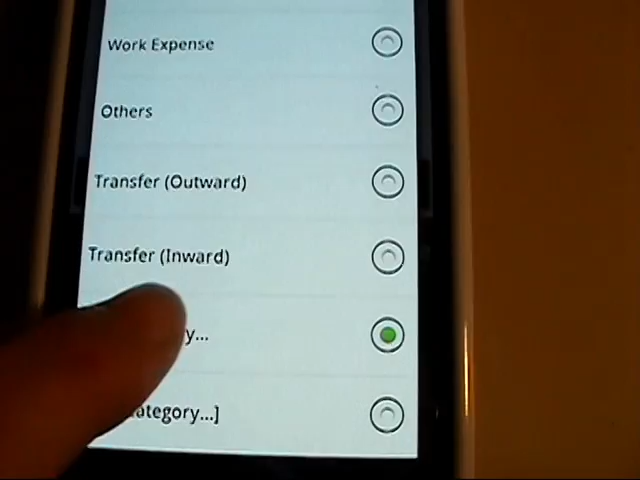 Work Expense
Others
Transfer (Outward)
Transfer (Inward)
y...
ategory...]